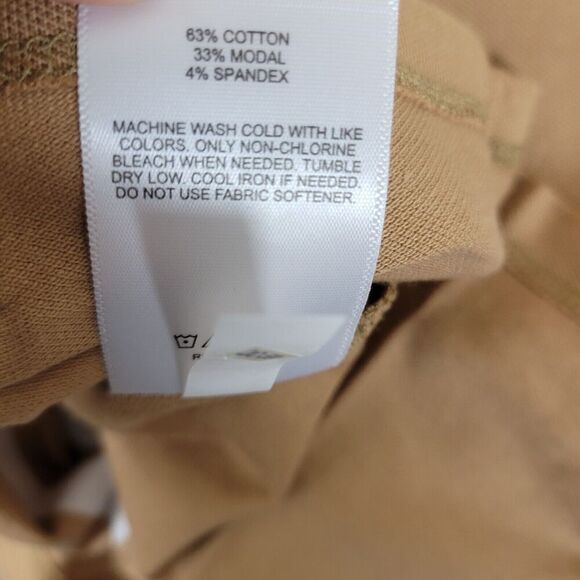 63% COTTON
33% MODAL
4% SPANDEX
MACHINE WASH COLD WITH LIKE
COLORS. ONLY NON-CHLORINE
BLEACH WHEN NEEDED. TUMBLE
DRY LOW. COOL IRON IF NEEDED.
DO NOT USE FABRIC SOFTENER.